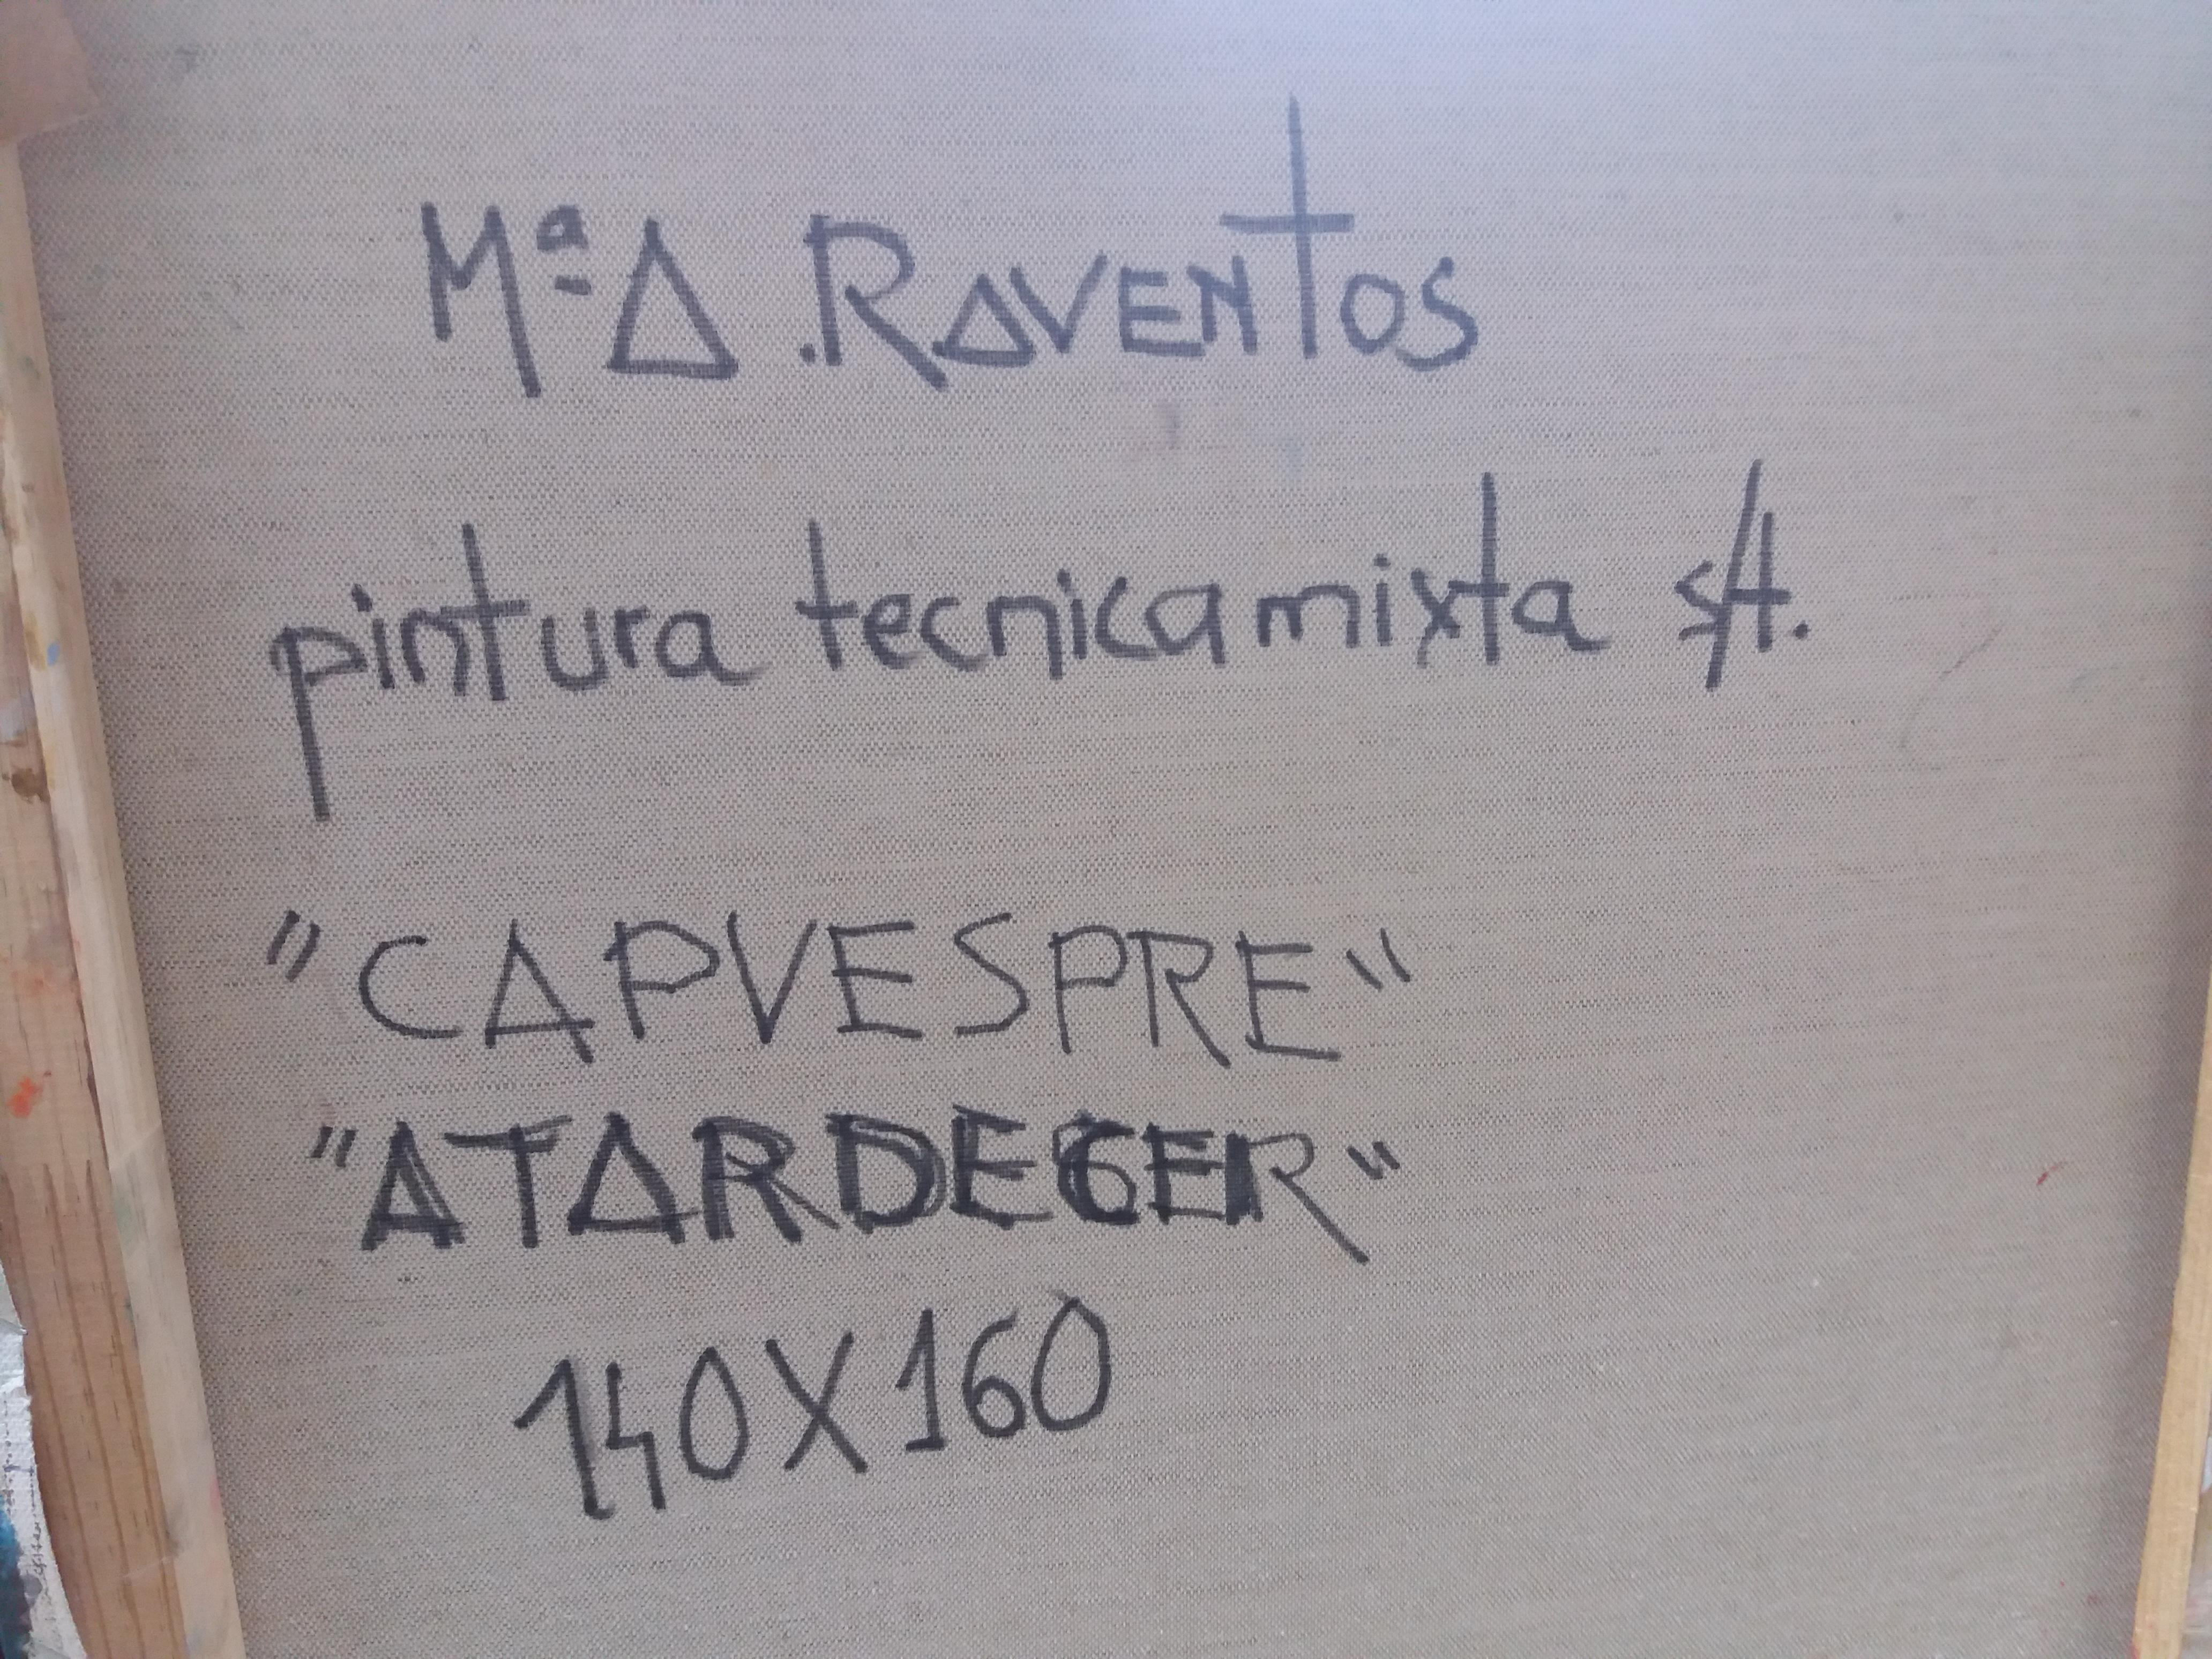 Mª A. RAVENTOS
pintura tecnica mixta s/t.
"CAPVESPRE"
"ATARDECER"
140X160